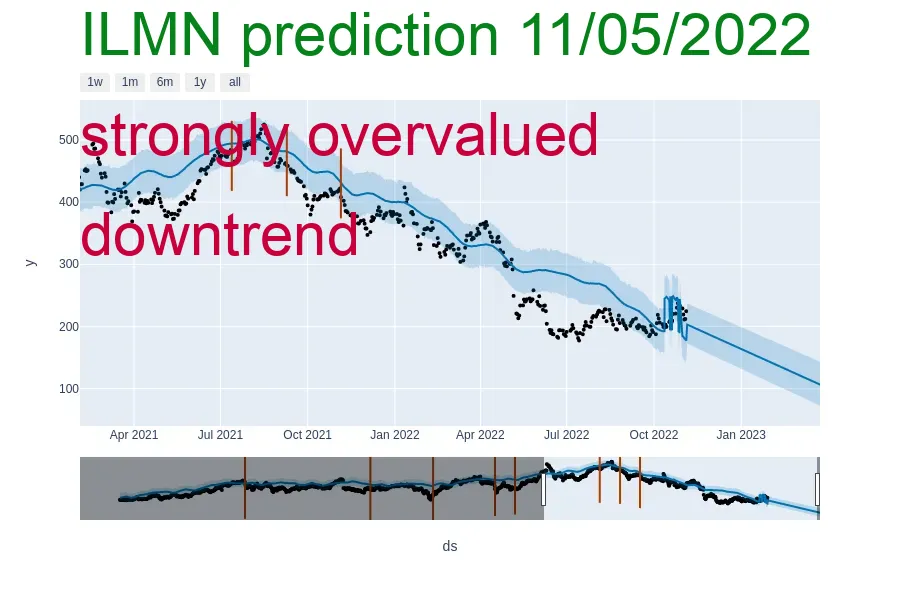 ILMN prediction 11/05/2022
1w 1m 6m 1y all
strongly overvalued
downtrend
500
400
300
200
100
y
Apr 2021 Jul 2021 Oct 2021 Jan 2022 Apr 2022 Jul 2022 Oct 2022 Jan 2023
ds